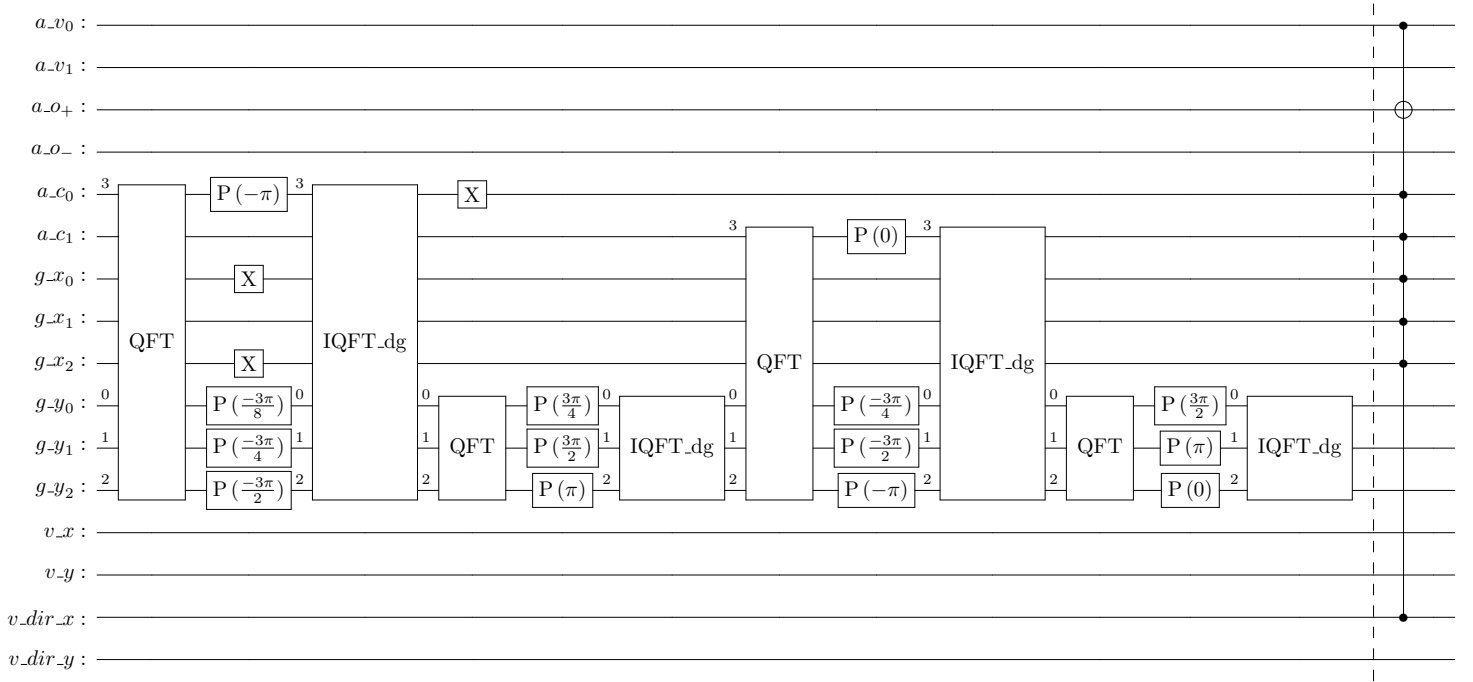 a_v₀ :
a_v₁ :
a_o₊ :
a_o₋ :
a_c₀ : 3 P(−π) 3 X
a_c₁ : 3 P(0) 3
g_x₀ : X
g_x₁ :
QFT IQFT_dg QFT IQFT_dg
g_x₂ : X
g_y₀ : 0 P(−3π/8) 0 0 P(3π/4) 0 0 P(−3π/4) 0 0 P(3π/2) 0
g_y₁ : 1 P(−3π/4) 1 1 QFT P(3π/2) 1 IQFT_dg 1 P(−3π/2) 1 1 QFT P(π) 1 IQFT_dg
g_y₂ : 2 P(−3π/2) 2 2 P(π) 2 2 P(−π) 2 2 P(0) 2
v_x :
v_y :
v_dir_x :
v_dir_y :